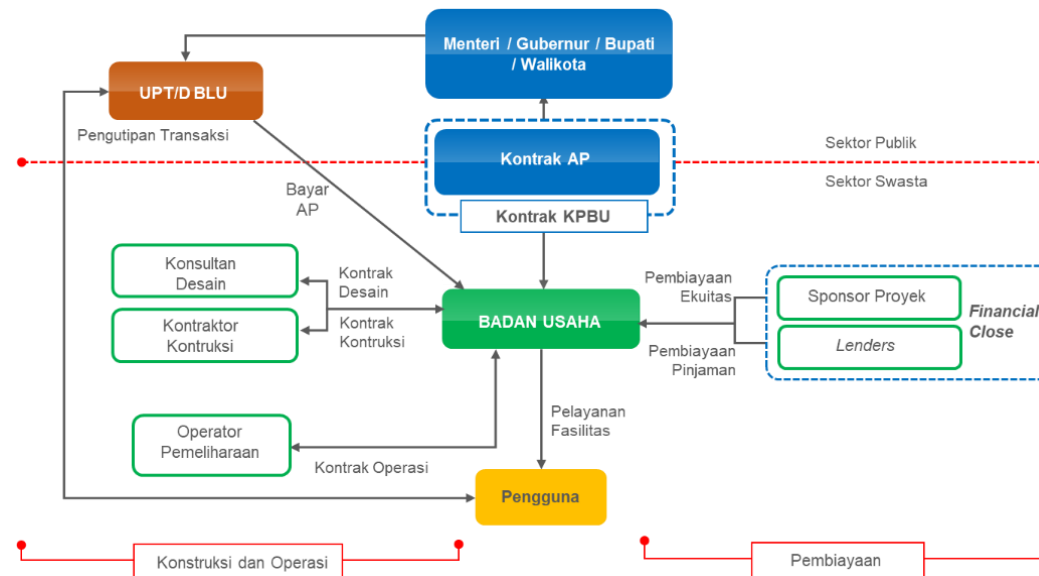 Menteri / Gubernur / Bupati
/ Walikota
UPT/D BLU
Pengutipan Transaksi
Kontrak AP
Sektor Publik
Sektor Swasta
Bayar
AP
Kontrak KPBU
Konsultan
Desain
Kontrak
Desain
Kontraktor
Kontruksi
Kontrak
Kontruksi
BADAN USAHA
Pembiayaan
Ekuitas
Pembiayaan
Pinjaman
Sponsor Proyek
Lenders
Financial
Close
Operator
Pemeliharaan
Kontrak Operasi
Pelayanan
Fasilitas
Pengguna
Konstruksi dan Operasi
Pembiayaan